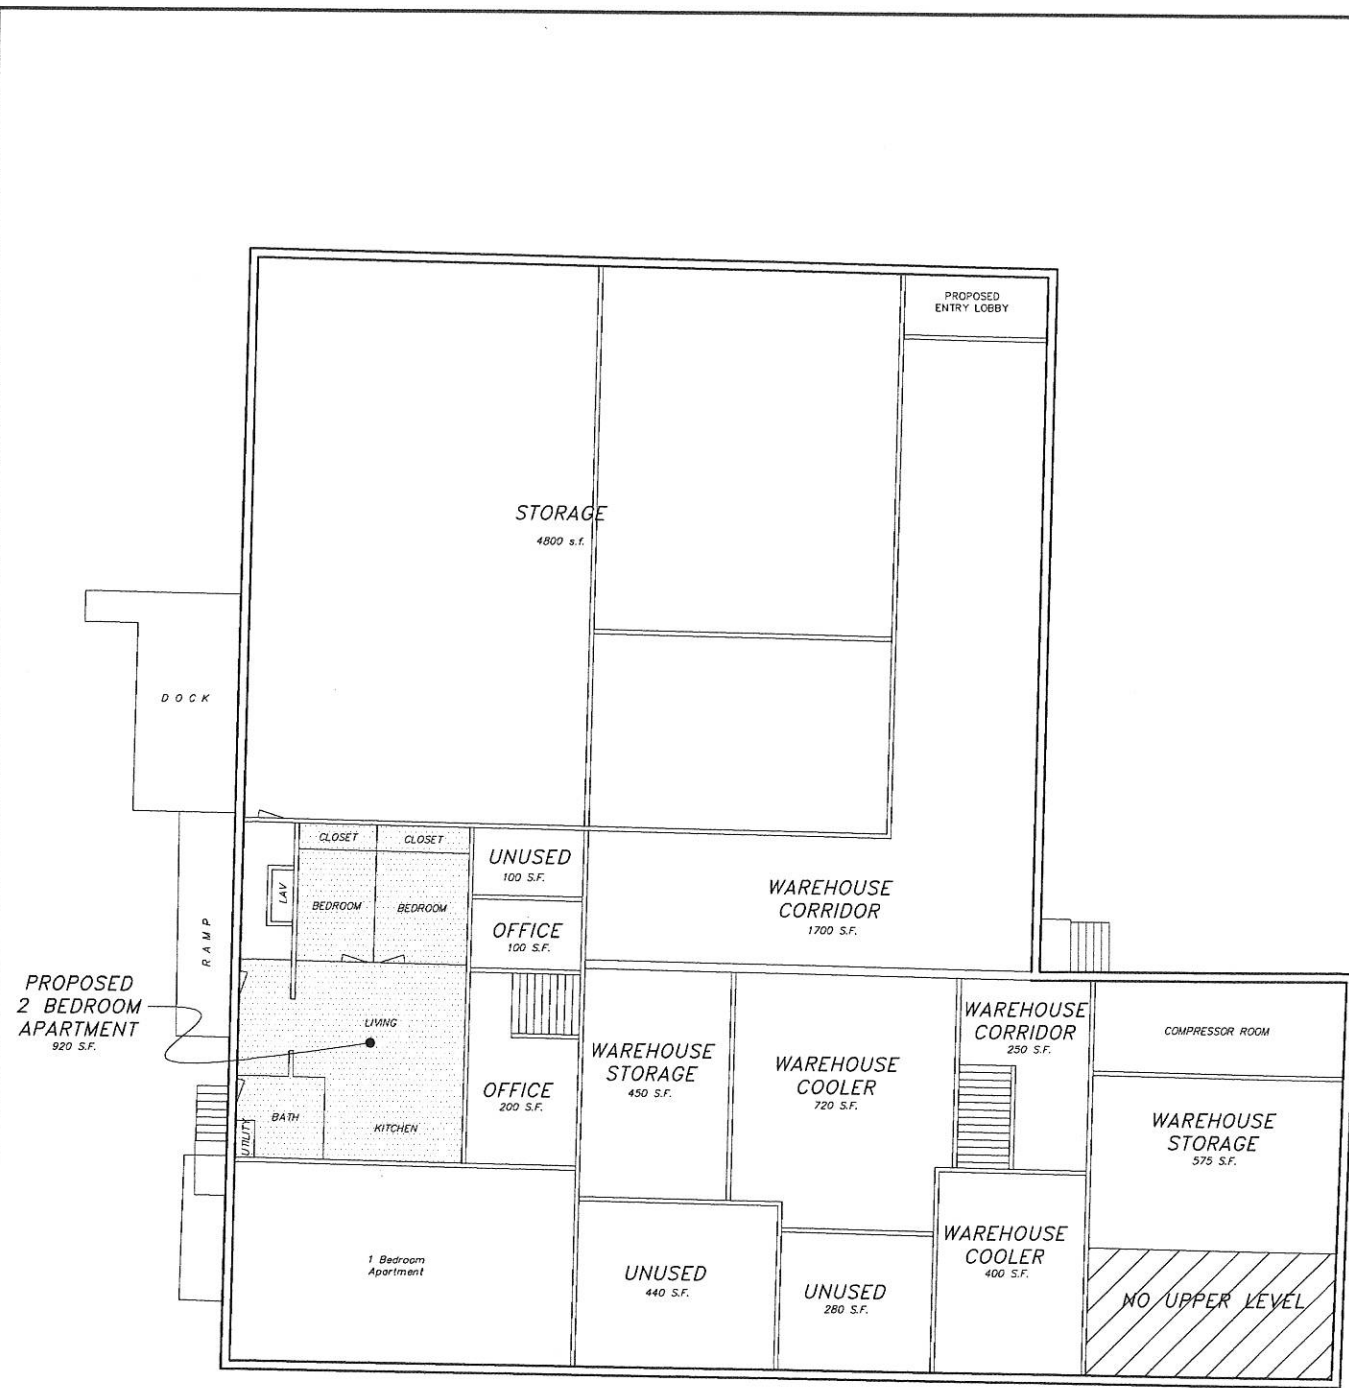 PROPOSED
ENTRY LOBBY
STORAGE
4800 s.f.
DOCK
CLOSET
CLOSET
UNUSED
100 S.F.
LAV
BEDROOM
BEDROOM
OFFICE
100 S.F.
WAREHOUSE
CORRIDOR
1700 S.F.
RAMP
PROPOSED
2 BEDROOM
APARTMENT
920 S.F.
LIVING
WAREHOUSE
STORAGE
450 S.F.
WAREHOUSE
COOLER
720 S.F.
WAREHOUSE
CORRIDOR
250 S.F.
COMPRESSOR ROOM
OFFICE
200 S.F.
BATH
UTILITY
KITCHEN
WAREHOUSE
STORAGE
575 S.F.
1 Bedroom
Apartment
UNUSED
440 S.F.
UNUSED
280 S.F.
WAREHOUSE
COOLER
400 S.F.
NO UPPER LEVEL